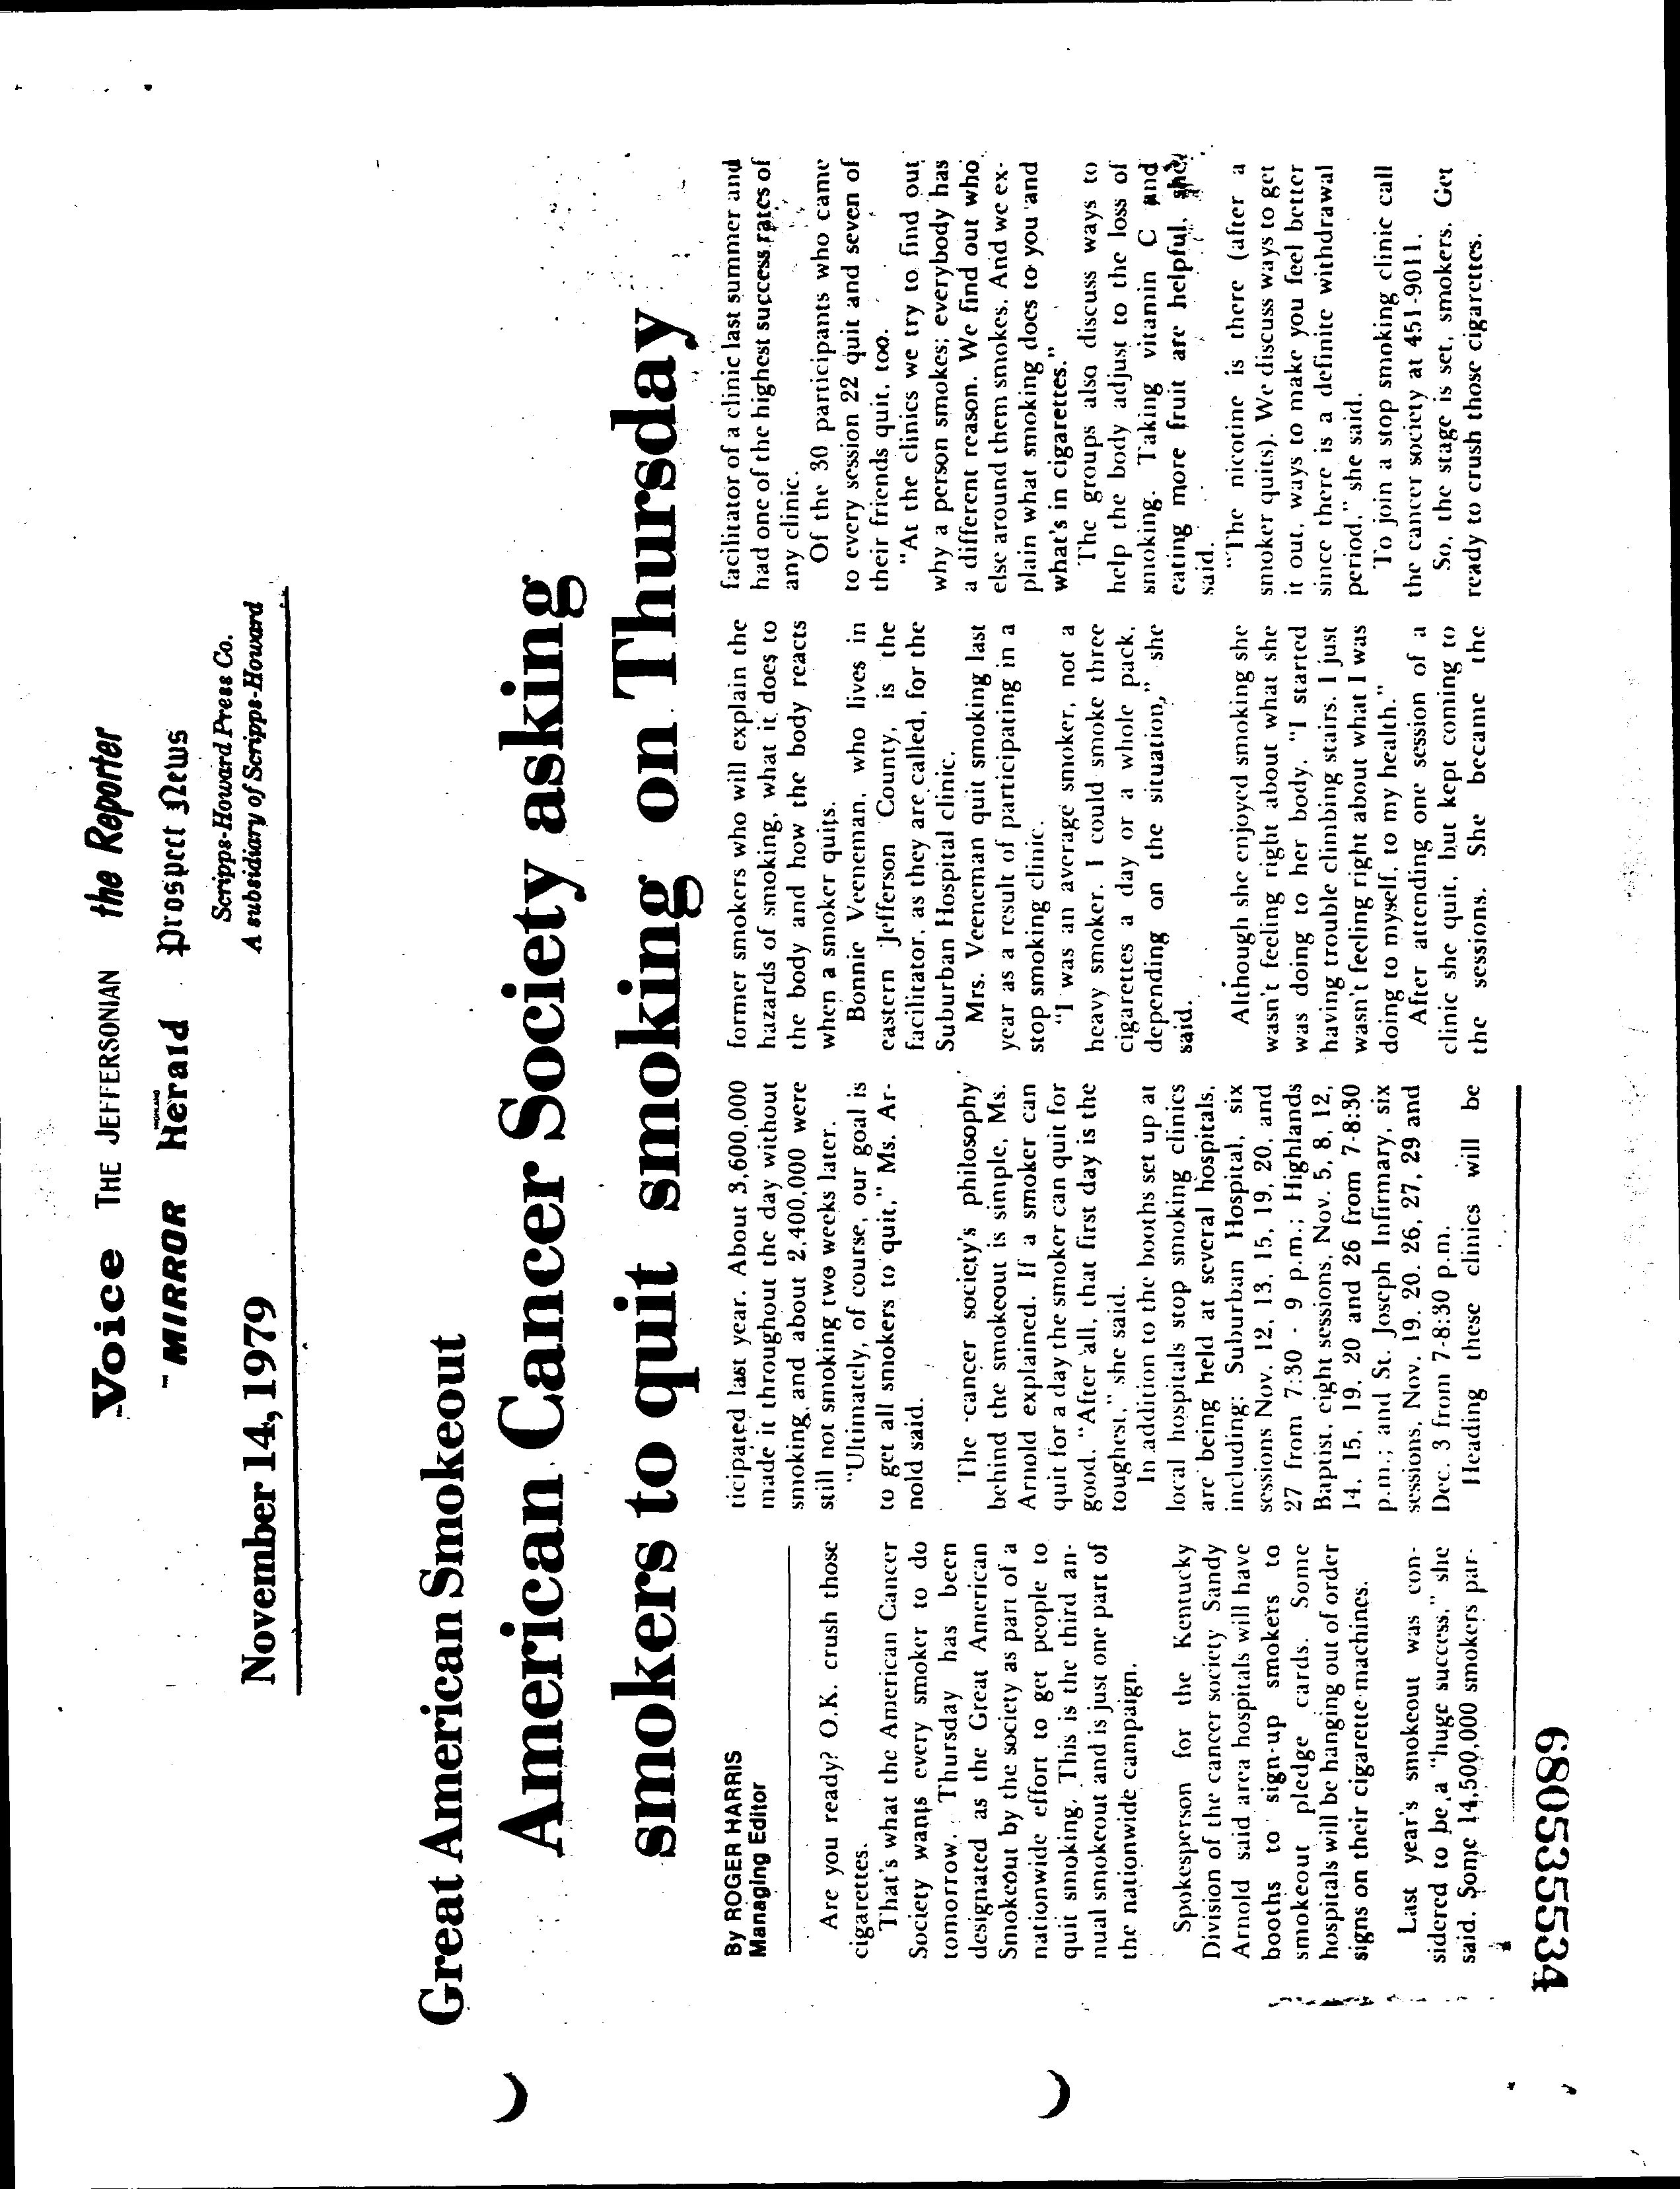 Voice THE JEFFERSONIAN the Reporter
MIRROR HIGHLAND Herald Prospect News
Scripps-Howard Press Co.
A subsidiary of Scripps-Howard
November 14, 1979
Great American Smokeout
American Cancer Society asking
smokers to quit smoking on Thursday
By ROGER HARRIS
Managing Editor
Are you ready? O.K. crush those
cigarettes.
That's what the American Cancer
Society wants every smoker to do
tomorrow. Thursday has been
designated as the Great American
Smokeout by the society as part of a
nationwide effort to get people to
quit smoking. This is the third an-
nual smokeout and is just one part of
the nationwide campaign.
Spokesperson for the Kentucky
Division of the cancer society Sandy
Arnold said area hospitals will have
booths to sign-up smokers to
smokeout pledge cards. Some
hospitals will be hanging out of order
signs on their cigarette machines.
Last year's smokeout was con-
sidered to be a "huge success," she
said. Some 14,500,000 smokers par-
ticipated last year. About 3,600,000
made it throughout the day without
smoking, and about 2,400,000 were
still not smoking two weeks later.
"Ultimately, of course, our goal is
to get all smokers to quit," Ms. Ar-
nold said.
The cancer society's philosophy
behind the smokeout is simple, Ms.
Arnold explained. If a smoker can
quit for a day the smoker can quit for
good. "After all, that first day is the
toughest," she said.
In addition to the booths set up at
local hospitals stop smoking clinics
are being held at several hospitals,
including: Suburban Hospital, six
sessions Nov. 12, 13, 15, 19, 20, and
27 from 7:30 - 9 p.m.; Highlands
Baptist, eight sessions, Nov. 5, 8, 12,
14, 15, 19, 20 and 26 from 7-8:30
p.m.; and St. Joseph Infirmary, six
sessions, Nov. 19, 20, 26, 27, 29 and
Dec. 3 from 7-8:30 p.m.
Heading these clinics will be
former smokers who will explain the
hazards of smoking, what it does to
the body and how the body reacts
when a smoker quits.
Bonnie Veeneman, who lives in
eastern Jefferson County, is the
facilitator, as they are called, for the
Suburban Hospital clinic.
Mrs. Veeneman quit smoking last
year as a result of participating in a
stop smoking clinic.
"I was an average smoker, not a
heavy smoker. I could smoke three
cigarettes a day or a whole pack,
depending on the situation," she
said.
Although she enjoyed smoking she
wasn't feeling right about what she
was doing to her body. "I started
having trouble climbing stairs. I just
wasn't feeling right about what I was
doing to myself, to my health."
After attending one session of a
clinic she quit, but kept coming to
the sessions. She became the
facilitator of a clinic last summer and
had one of the highest success rates of
any clinic.
Of the 30 participants who came
to every session 22 quit and seven of
their friends quit, too.
"At the clinics we try to find out
why a person smokes; everybody has
a different reason. We find out who
else around them smokes. And we ex-
plain what smoking does to you and
what's in cigarettes."
The groups also discuss ways to
help the body adjust to the loss of
smoking. Taking vitamin C and
eating more fruit are helpful, she
said.
"The nicotine is there (after a
smoker quits). We discuss ways to get
it out, ways to make you feel better
since there is a definite withdrawal
period," she said.
To join a stop smoking clinic call
the cancer society at 451-9011.
So, the stage is set, smokers. Get
ready to crush those cigarettes.
680535534